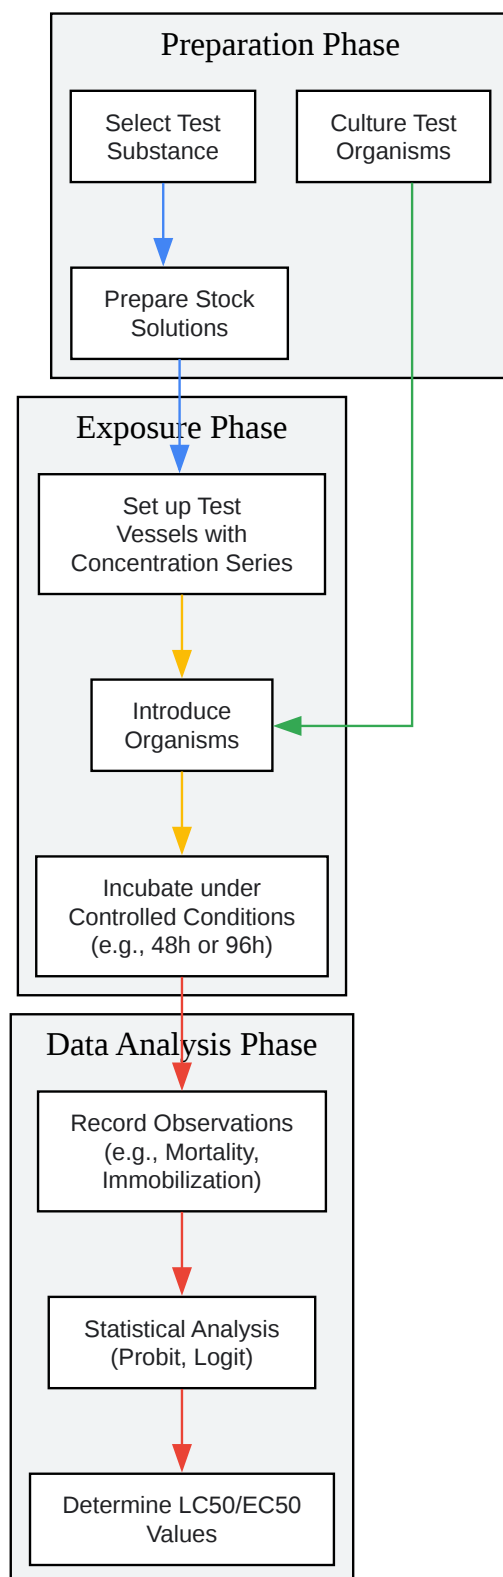 Preparation Phase
Select Test
Substance
Culture Test
Organisms
Prepare Stock
Solutions
Exposure Phase
Set up Test
Vessels with
Concentration Series
Introduce
Organisms
Incubate under
Controlled Conditions
(e.g., 48h or 96h)
Data Analysis Phase
Record Observations
(e.g., Mortality,
Immobilization)
Statistical Analysis
(Probit, Logit)
Determine LC50/EC50
Values